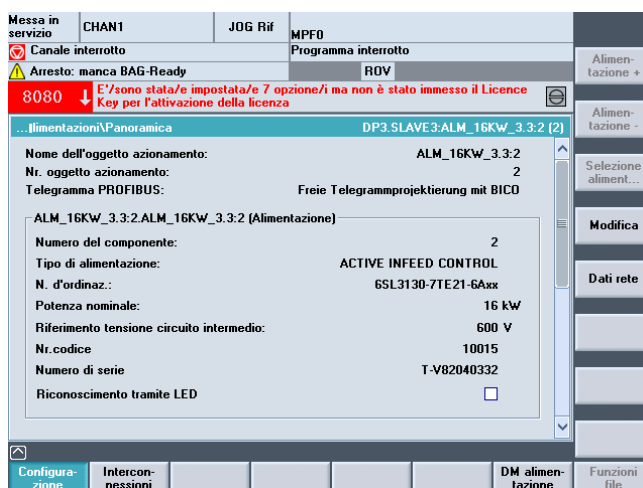 Messa in
servizio
CHAN1
JOG Rif
MPF0
Canale interrotto
Programma interrotto
Arresto: manca BAG-Ready
ROV
8080
E'/sono stata/e impostata/e 7 opzione/i ma non è stato immesso il Licence
Key per l'attivazione della licenza
...limentazioni\Panoramica
DP3.SLAVE3:ALM_16KW_3.3:2 (2)
Nome dell'oggetto azionamento:
ALM_16KW_3.3:2
Nr. oggetto azionamento:
2
Telegramma PROFIBUS:
Freie Telegrammprojektierung mit BICO
ALM_16KW_3.3:2.ALM_16KW_3.3:2 (Alimentazione)
Numero del componente:
2
Tipo di alimentazione:
ACTIVE INFEED CONTROL
N. d'ordinaz.:
6SL3130-7TE21-6Axx
Potenza nominale:
16 kW
Riferimento tensione circuito intermedio:
600 V
Nr.codice
10015
Numero di serie
T-V82040332
Riconoscimento tramite LED
Alimen-
tazione +
Alimen-
tazione -
Selezione
aliment...
Modifica
Dati rete
Configura-
zione
Intercon-
nessioni
DM alimen-
tazione
Funzioni
file